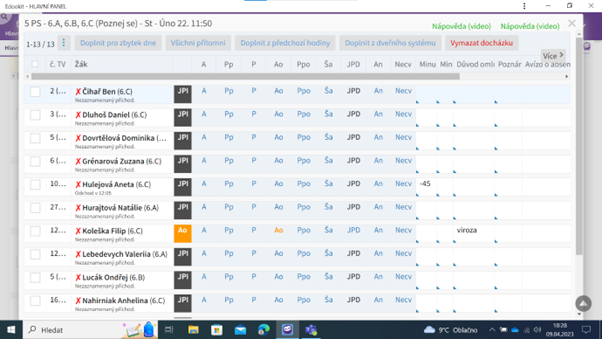 Edookit - HLAVNÍ PANEL
5 PS - 6.A, 6.B, 6.C (Poznej se) - St - Úno 22. 11:50
Nápověda (video) Nápověda (video)
1-13 / 13 Doplnit pro zbytek dne Všichni přítomní Doplnit z předchozí hodiny Doplnit z dveřního systému Vymazat docházku
Více
č. TV Žák A Pp P Ao Ppo Ša JPD An Necv Minu Min Min Důvod omlu Poznár Avízo o absen
2 (... ✗ Čihař Ben (6.C) JPI A Pp P Ao Ppo Ša JPD An Necv
Nezaznamenaný příchod.
3 (... ✗ Dluhoš Daniel (6.C) JPI A Pp P Ao Ppo Ša JPD An Necv
Nezaznamenaný příchod.
5 (... ✗ Dovrtělova Dominika (... JPI A Pp P Ao Ppo Ša JPD An Necv
Nezaznamenaný příchod.
6 (... ✗ Grénarová Zuzana (6.C) JPI A Pp P Ao Ppo Ša JPD An Necv
Nezaznamenaný příchod.
10... ✗ Hulejová Aneta (6.C) JPI A Pp P Ao Ppo Ša JPD An Necv -45
Odchod v 12:05.
27... ✗ Hurajtová Natálie (6.A) JPI A Pp P Ao Ppo Ša JPD An Necv
Nezaznamenaný příchod.
12... ✗ Koleška Filip (6.C) Ao A Pp P Ao Ppo Ša JPD An Necv viroza
Nezaznamenaný příchod.
12... ✗ Lebedevych Valeriia (6.A) JPI A Pp P Ao Ppo Ša JPD An Necv
Nezaznamenaný příchod.
5 (... ✗ Lucák Ondřej (6.B) JPI A Pp P Ao Ppo Ša JPD An Necv
Nezaznamenaný příchod.
16... ✗ Nahirniak Anhelina (6.C) JPI A Pp P Ao Ppo Ša JPD An Necv
Nezaznamenaný příchod.
Hledat 9°C Oblačno 18:28
09.04.2023